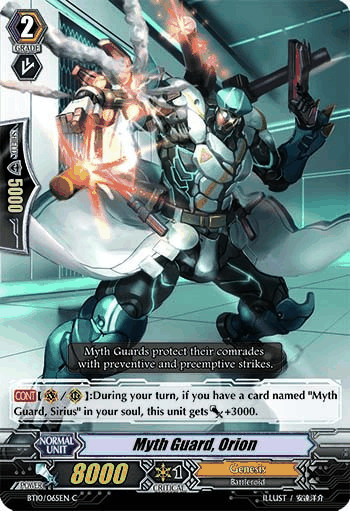 2
GRADE
SHIELD
5000
Myth Guards protect their comrades
with preventive and preemptive strikes.
CONT [ / ]:During your turn, if you have a card named "Myth
Guard, Sirius" in your soul, this unit gets +3000.
NORMAL
UNIT
Myth Guard, Orion
POWER
8000
1
CRITICAL
Genesis
Battleroid
BT10/065EN C
ILLUST / 安達洋介